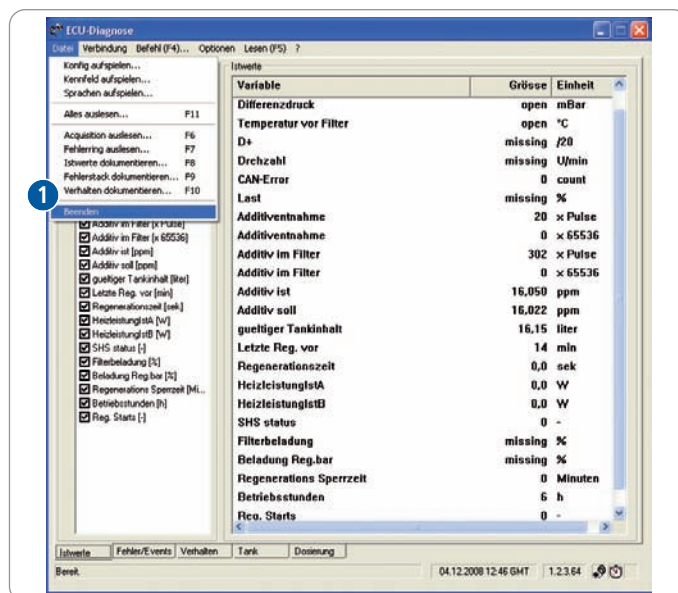 ECU-Diagnose
Datei Verbindung Befehl (F4)... Optionen Lesen (F5) ?
Konfig aufspielen...
Kennfeld aufspielen...
Sprachen aufspielen...
Alles auslesen... F11
Acquisition auslesen... F6
Fehlerring auslesen... F7
Istwerte dokumentieren... F8
Fehlerstack dokumentieren... F9
Verhalten dokumentieren... F10
1
Beenden
Additiv im Filter [x Pulse]
Additiv im Filter [x 65536]
Additiv ist [ppm]
Additiv soll [ppm]
gueltiger Tankinhalt [liter]
Letzte Reg. vor [min]
Regenerationszeit [sek]
HeizleistungIstA [W]
HeizleistungIstB [W]
SHS status [-]
Filterbeladung [%]
Beladung Reg.bar [%]
Regenerations Sperrzeit [Mi...
Betriebsstunden [h]
Reg. Starts [-]
Istwerte
Variable Grösse Einheit
Differenzdruck open mBar
Temperatur vor Filter open °C
D+ missing /20
Drehzahl missing U/min
CAN-Error 0 count
Last missing %
Additiventnahme 20 x Pulse
Additiventnahme 0 x 65536
Additiv im Filter 302 x Pulse
Additiv im Filter 0 x 65536
Additiv ist 16,050 ppm
Additiv soll 16,022 ppm
gueltiger Tankinhalt 16,15 liter
Letzte Reg. vor 14 min
Regenerationszeit 0,0 sek
HeizleistungIstA 0,0 W
HeizleistungIstB 0,0 W
SHS status 0 -
Filterbeladung missing %
Beladung Reg.bar missing %
Regenerations Sperrzeit 0 Minuten
Betriebsstunden 6 h
Reg. Starts 0 -
Istwerte Fehler/Events Verhalten Tank Dosierung
Bereit. 04.12.2008 12:46 GMT 1.2.3.64